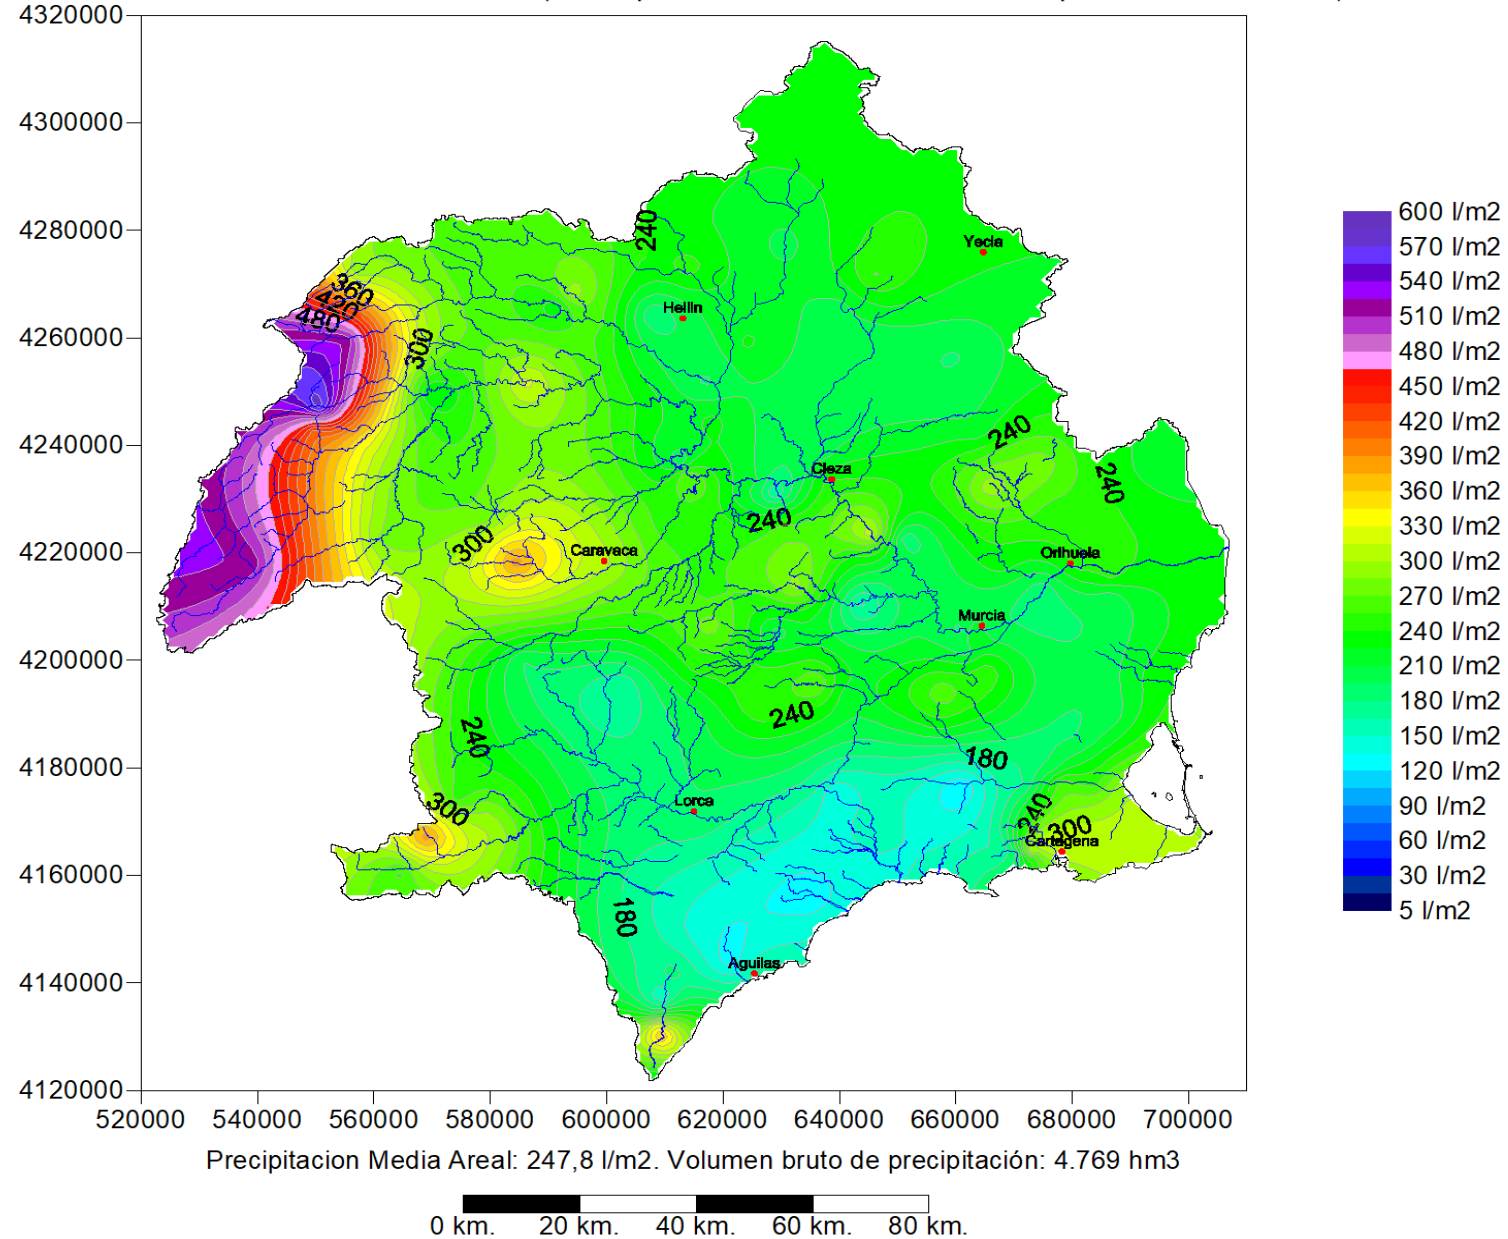 4320000
4300000
4280000
4260000
4240000
4220000
4200000
4180000
4160000
4140000
4120000
520000 540000 560000 580000 600000 620000 640000 660000 680000 700000
240
Yecla
360
420
480
300
Hellin
240
Cieza
240
240
300
Caravaca
Orihuela
Murcia
240
240
180
300
Lorca
240
300
Cartagena
180
Aguilas
600 l/m2
570 l/m2
540 l/m2
510 l/m2
480 l/m2
450 l/m2
420 l/m2
390 l/m2
360 l/m2
330 l/m2
300 l/m2
270 l/m2
240 l/m2
210 l/m2
180 l/m2
150 l/m2
120 l/m2
90 l/m2
60 l/m2
30 l/m2
5 l/m2
Precipitacion Media Areal: 247,8 l/m2. Volumen bruto de precipitación: 4.769 hm3
0 km. 20 km. 40 km. 60 km. 80 km.